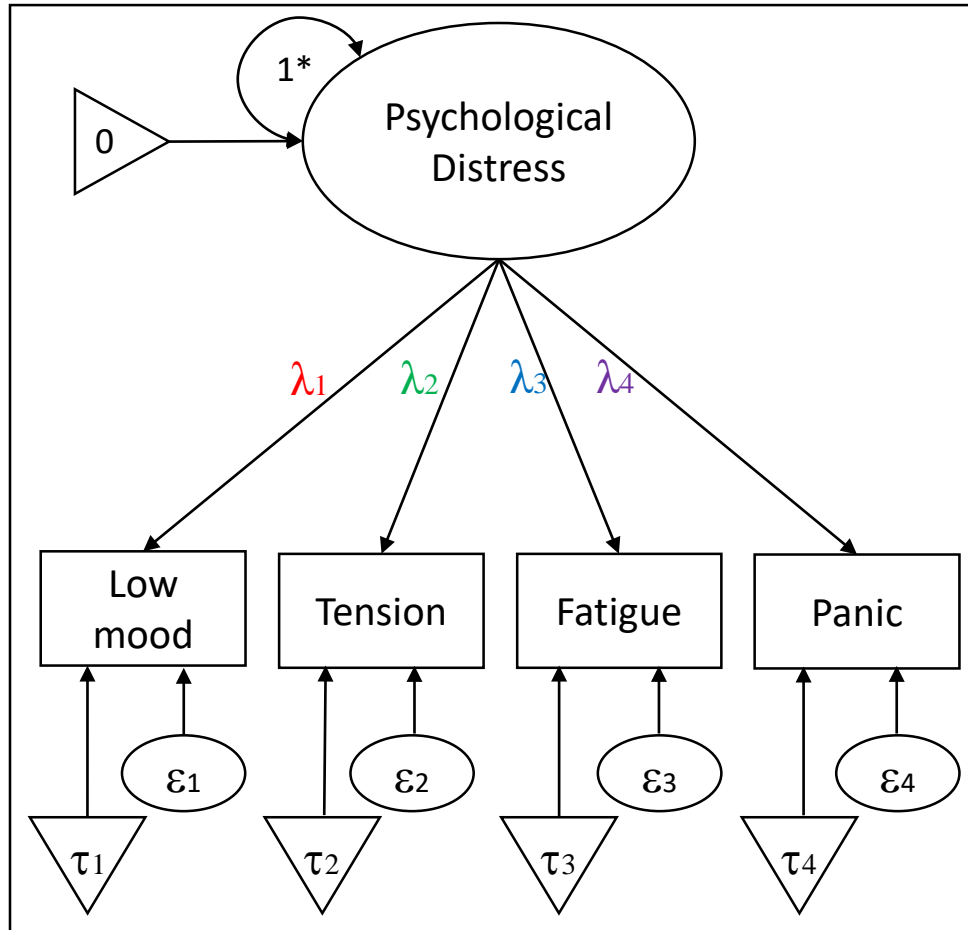 1*
0
Psychological
Distress
λ1 λ2 λ3 λ4
Low
mood
Tension
Fatigue
Panic
ε1 ε2 ε3 ε4
τ1 τ2 τ3 τ4